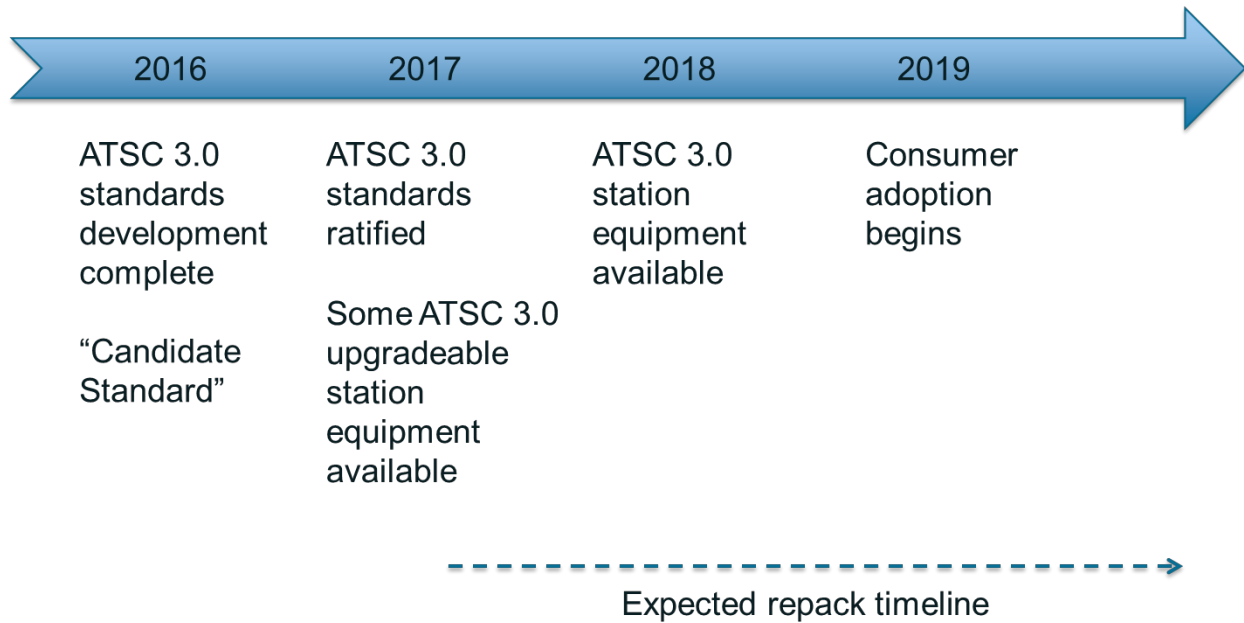 2016 2017 2018 2019
ATSC 3.0
standards
development
complete
“Candidate
Standard”
ATSC 3.0
standards
ratified
Some ATSC 3.0
upgradeable
station
equipment
available
ATSC 3.0
station
equipment
available
Consumer
adoption
begins
Expected repack timeline